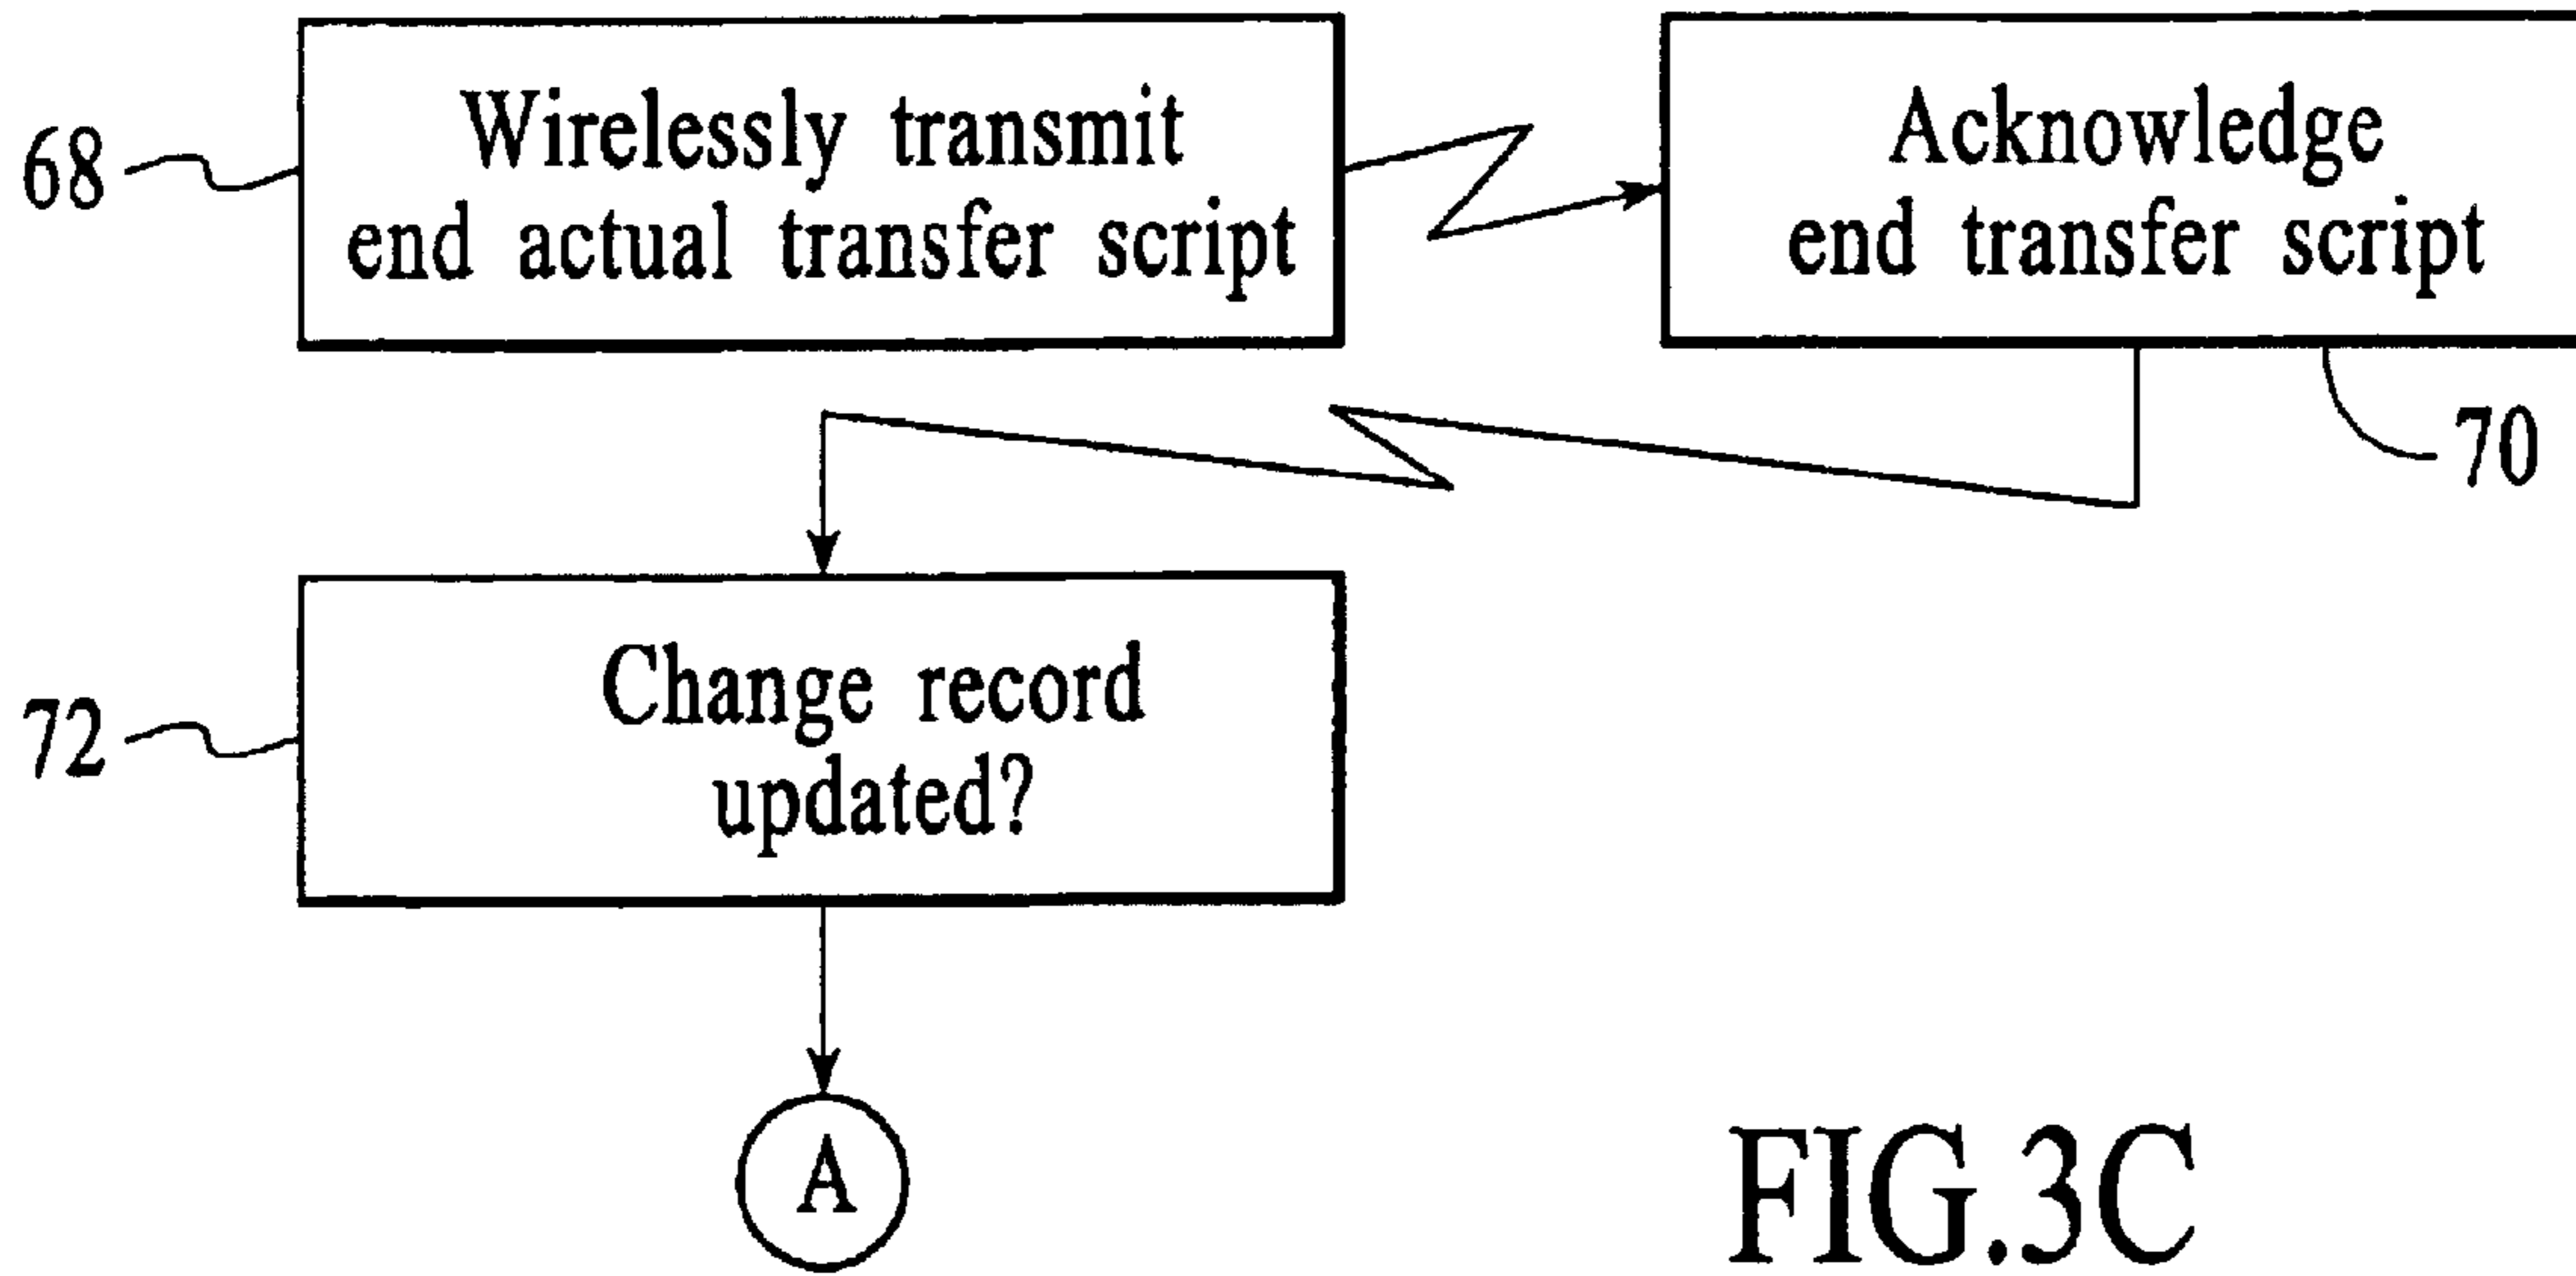 68
Wirelessly transmit
end actual transfer script
Acknowledge
end transfer script
70
72
Change record
updated?
A
FIG.3C